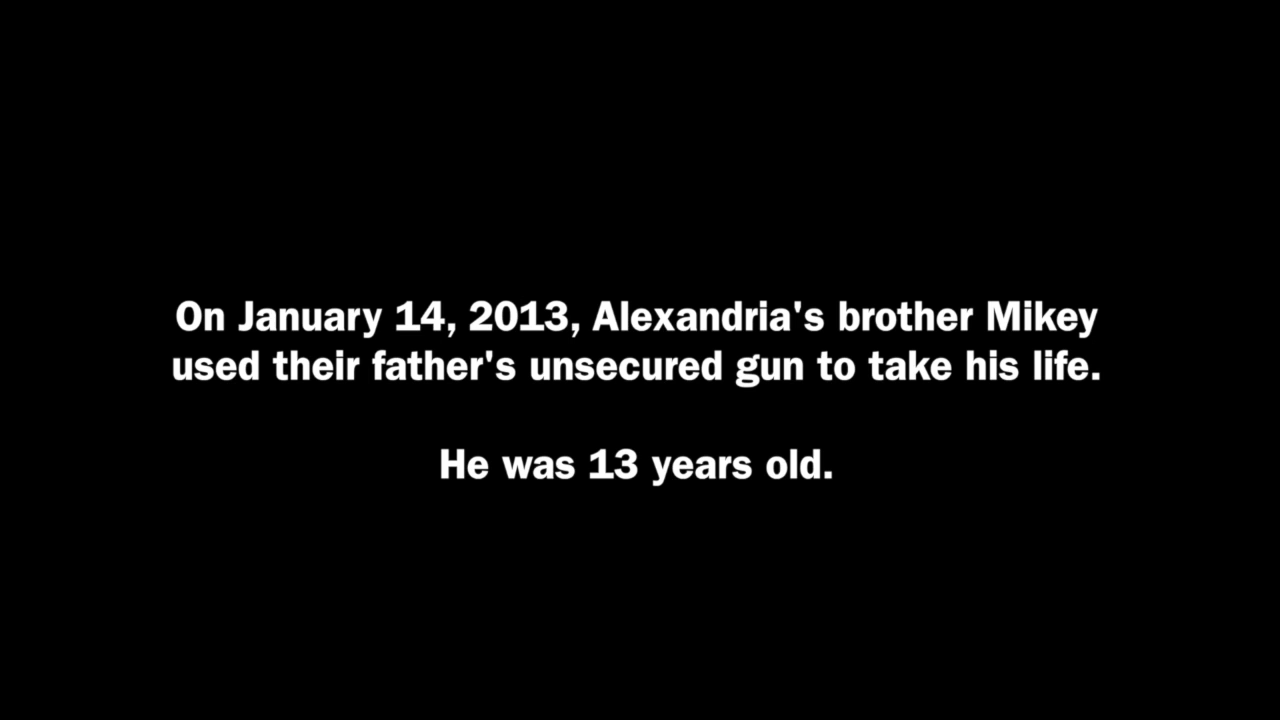 On January 14, 2013, Alexandria's brother Mikey
used their father's unsecured gun to take his life.
He was 13 years old.